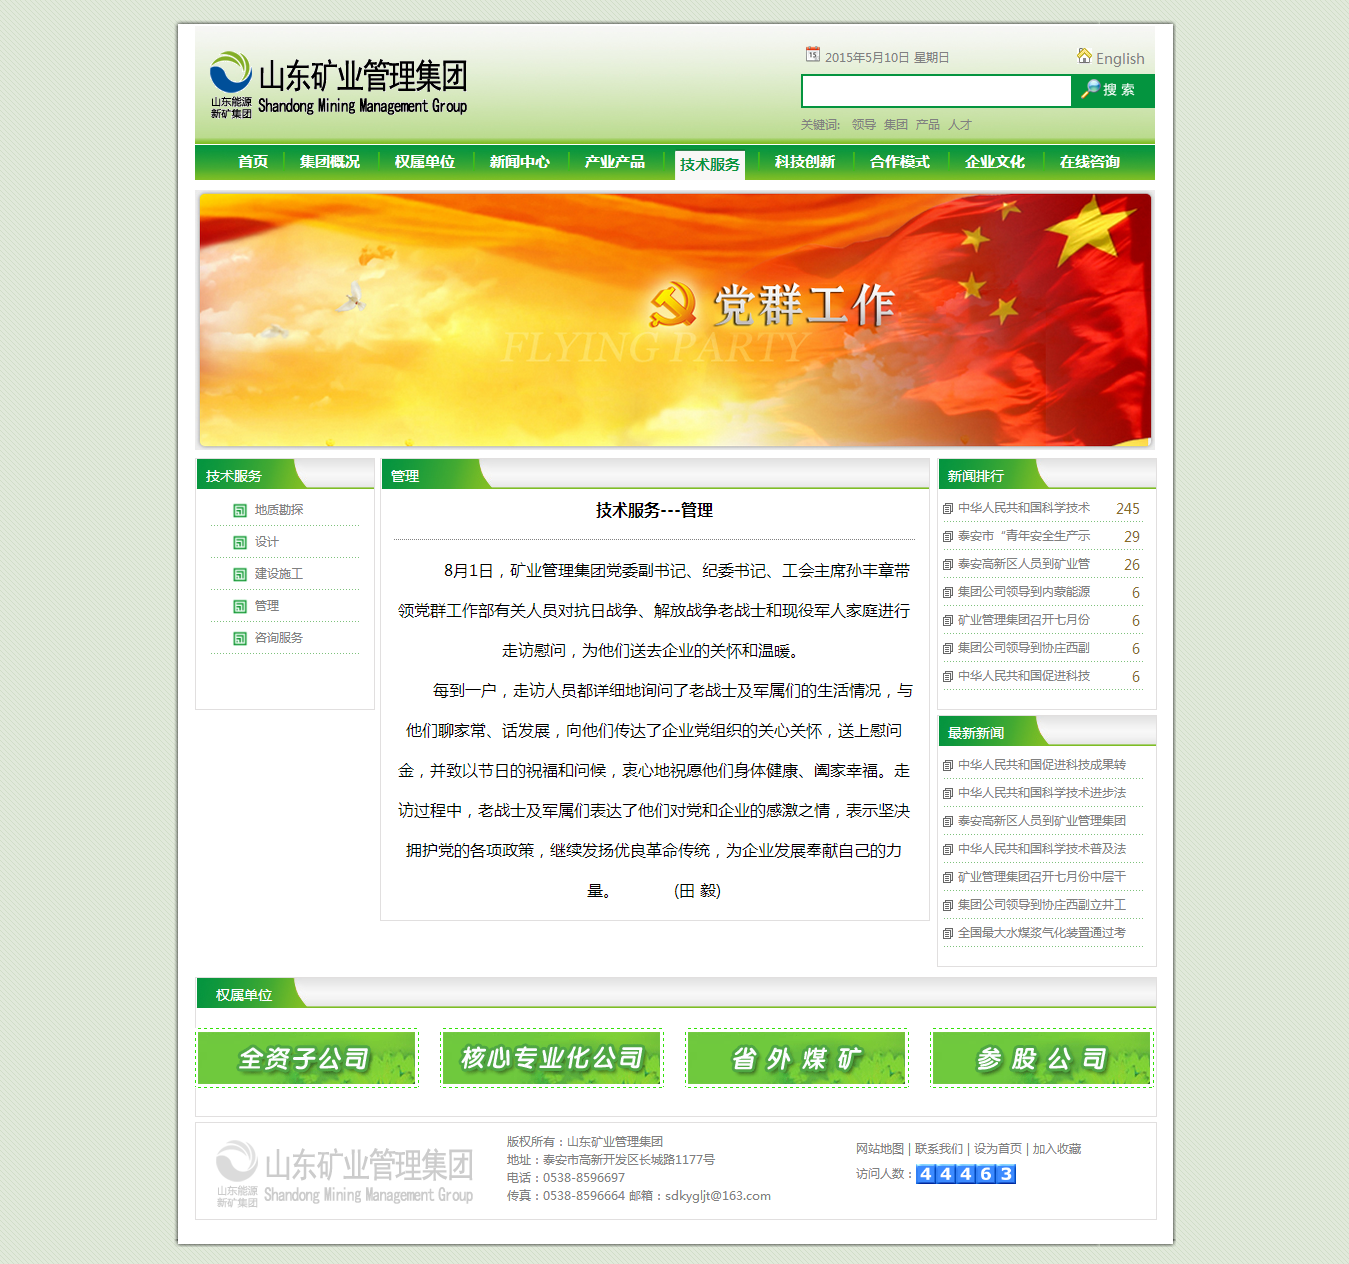 山东矿业管理集团
Shandong Mining Management Group
山东能源
新矿集团
15
2015年5月10日 星期日
English
搜 索
关键词: 领导 集团 产品 人才
首页 集团概况 权属单位 新闻中心 产业产品 技术服务 科技创新 合作模式 企业文化 在线咨询
党群工作
FLYING PARTY
技术服务
地质勘探
设计
建设施工
管理
咨询服务
管理
技术服务---管理
8月1日，矿业管理集团党委副书记、纪委书记、工会主席孙丰章带
领党群工作部有关人员对抗日战争、解放战争老战士和现役军人家庭进行
走访慰问，为他们送去企业的关怀和温暖。
每到一户，走访人员都详细地询问了老战士及军属们的生活情况，与
他们聊家常、话发展，向他们传达了企业党组织的关心关怀，送上慰问
金，并致以节日的祝福和问候，衷心地祝愿他们身体健康、阖家幸福。走
访过程中，老战士及军属们表达了他们对党和企业的感激之情，表示坚决
拥护党的各项政策，继续发扬优良革命传统，为企业发展奉献自己的力
量。 (田 毅)
新闻排行
中华人民共和国科学技术 245
泰安市“青年安全生产示 29
泰安高新区人员到矿业管 26
集团公司领导到内蒙能源 6
矿业管理集团召开七月份 6
集团公司领导到协庄西副 6
中华人民共和国促进科技 6
最新新闻
中华人民共和国促进科技成果转
中华人民共和国科学技术进步法
泰安高新区人员到矿业管理集团
中华人民共和国科学技术普及法
矿业管理集团召开七月份中层干
集团公司领导到协庄西副立井工
全国最大水煤浆气化装置通过考
权属单位
全资子公司 核心专业化公司 省外煤矿 参股公司
山东矿业管理集团
Shandong Mining Management Group
山东能源
新矿集团
版权所有：山东矿业管理集团
地址：泰安市高新开发区长城路1177号
电话：0538-8596697
传真：0538-8596664 邮箱：sdkygljt@163.com
网站地图 | 联系我们 | 设为首页 | 加入收藏
访问人数：44463